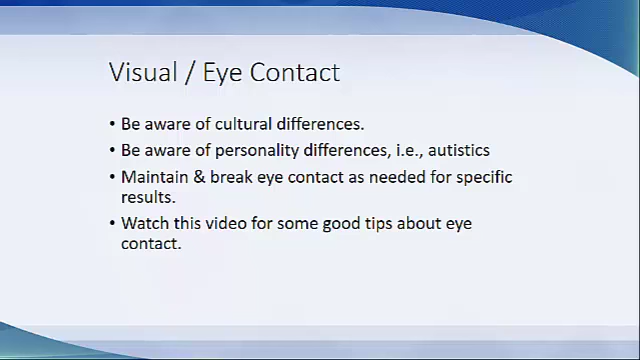 Visual / Eye Contact
• Be aware of cultural differences.
• Be aware of personality differences, i.e., autistics
• Maintain & break eye contact as needed for specific
results.
• Watch this video for some good tips about eye
contact.